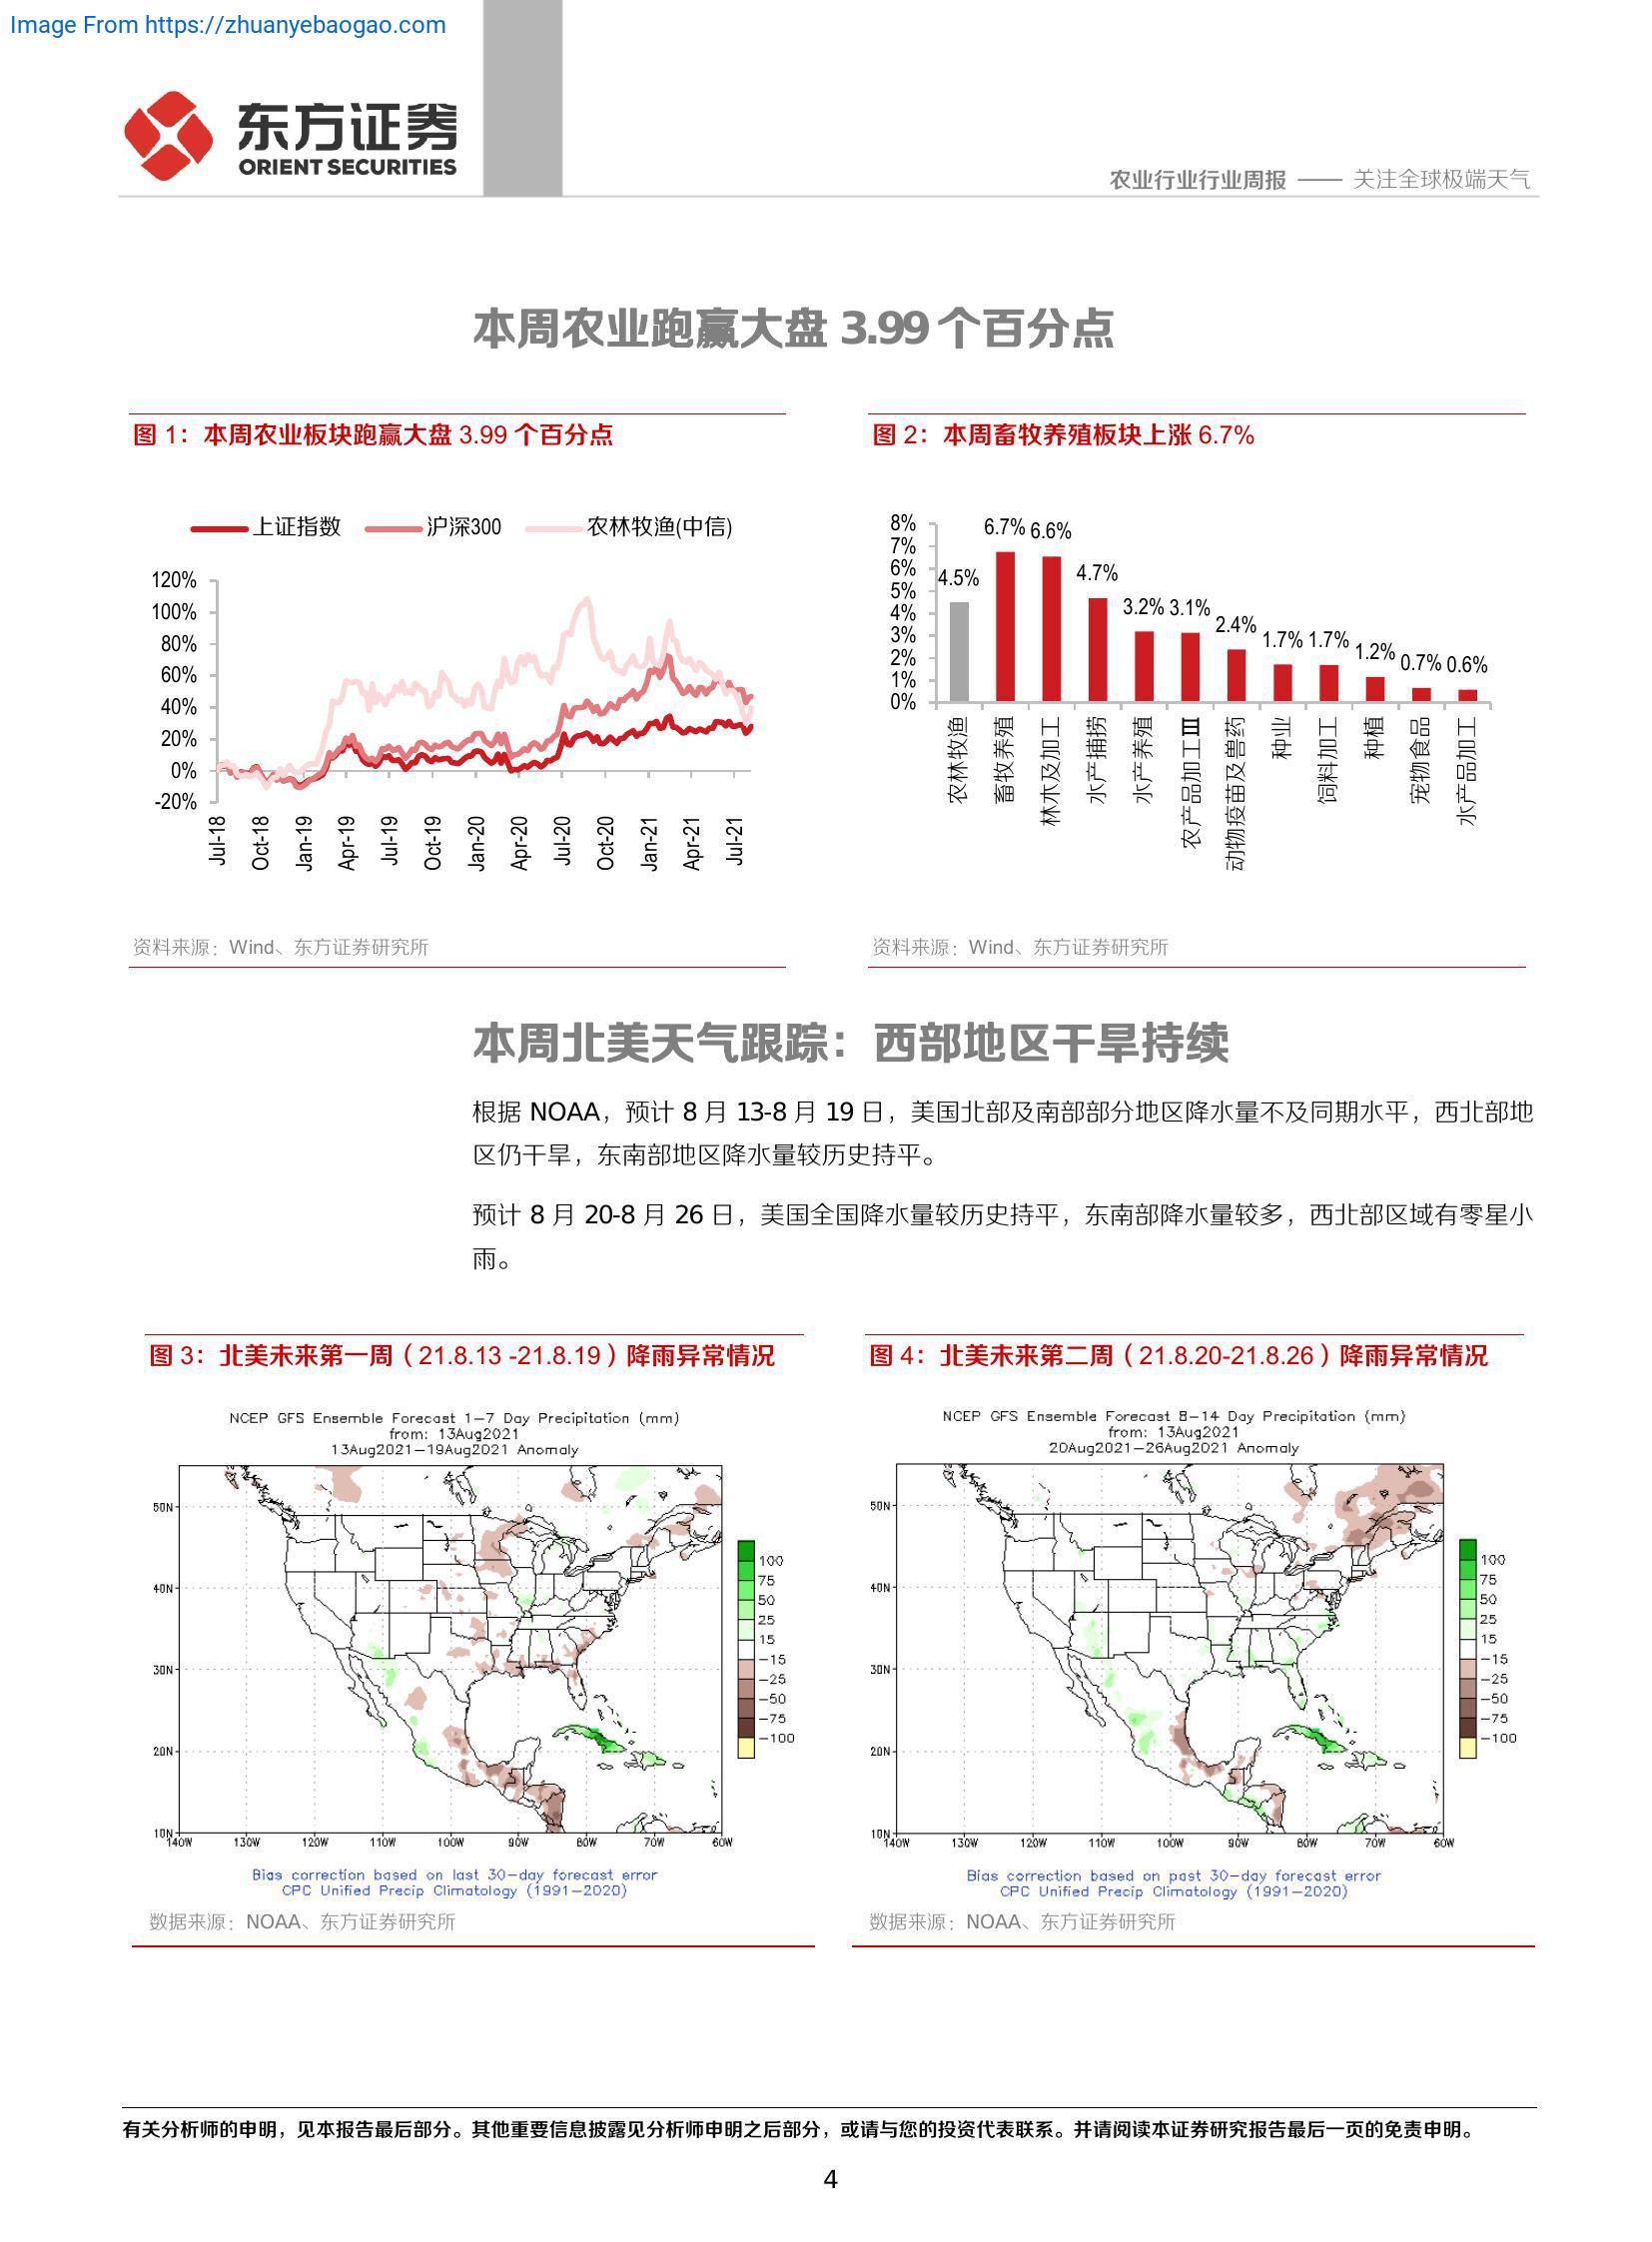 Image From https://zhuanyebaogao.com
东方证券
ORIENT SECURITIES
农业行业行业周报 —— 关注全球极端天气
本周农业跑赢大盘 3.99 个百分点
图 1：本周农业板块跑赢大盘 3.99 个百分点
上证指数 沪深300 农林牧渔(中信)
120%
100%
80%
60%
40%
20%
0%
-20%
Jul-18 Oct-18 Jan-19 Apr-19 Jul-19 Oct-19 Jan-20 Apr-20 Jul-20 Oct-20 Jan-21 Apr-21 Jul-21
资料来源：Wind、东方证券研究所
图 2：本周畜牧养殖板块上涨 6.7%
8%
7%
6%
5%
4%
3%
2%
1%
0%
4.5% 6.7% 6.6% 4.7% 3.2% 3.1% 2.4% 1.7% 1.7% 1.2% 0.7% 0.6%
农林牧渔 畜牧养殖 林木及加工 水产捕捞 水产养殖 农产品加工Ⅲ 动物疫苗及兽药 种业 饲料加工 种植 宠物食品 水产品加工
资料来源：Wind、东方证券研究所
本周北美天气跟踪：西部地区干旱持续
根据 NOAA，预计 8 月 13-8 月 19 日，美国北部及南部部分地区降水量不及同期水平，西北部地
区仍干旱，东南部地区降水量较历史持平。
预计 8 月 20-8 月 26 日，美国全国降水量较历史持平，东南部降水量较多，西北部区域有零星小
雨。
图 3：北美未来第一周（21.8.13 -21.8.19）降雨异常情况
NCEP GFS Ensemble Forecast 1-7 Day Precipitation (mm)
from: 13Aug2021
13Aug2021-19Aug2021 Anomaly
50N
40N
30N
20N
10N
140W 130W 120W 110W 100W 90W 80W 70W 60W
100
75
50
25
15
-15
-25
-50
-75
-100
Bias correction based on last 30-day forecast error
CPC Unified Precip Climatology (1991-2020)
数据来源：NOAA、东方证券研究所
图 4：北美未来第二周（21.8.20-21.8.26）降雨异常情况
NCEP GFS Ensemble Forecast 8-14 Day Precipitation (mm)
from: 13Aug2021
20Aug2021-26Aug2021 Anomaly
50N
40N
30N
20N
10N
140W 130W 120W 110W 100W 90W 80W 70W 60W
100
75
50
25
15
-15
-25
-50
-75
-100
Bias correction based on past 30-day forecast error
CPC Unified Precip Climatology (1991-2020)
数据来源：NOAA、东方证券研究所
有关分析师的申明，见本报告最后部分。其他重要信息披露见分析师申明之后部分，或请与您的投资代表联系。并请阅读本证券研究报告最后一页的免责申明。
4